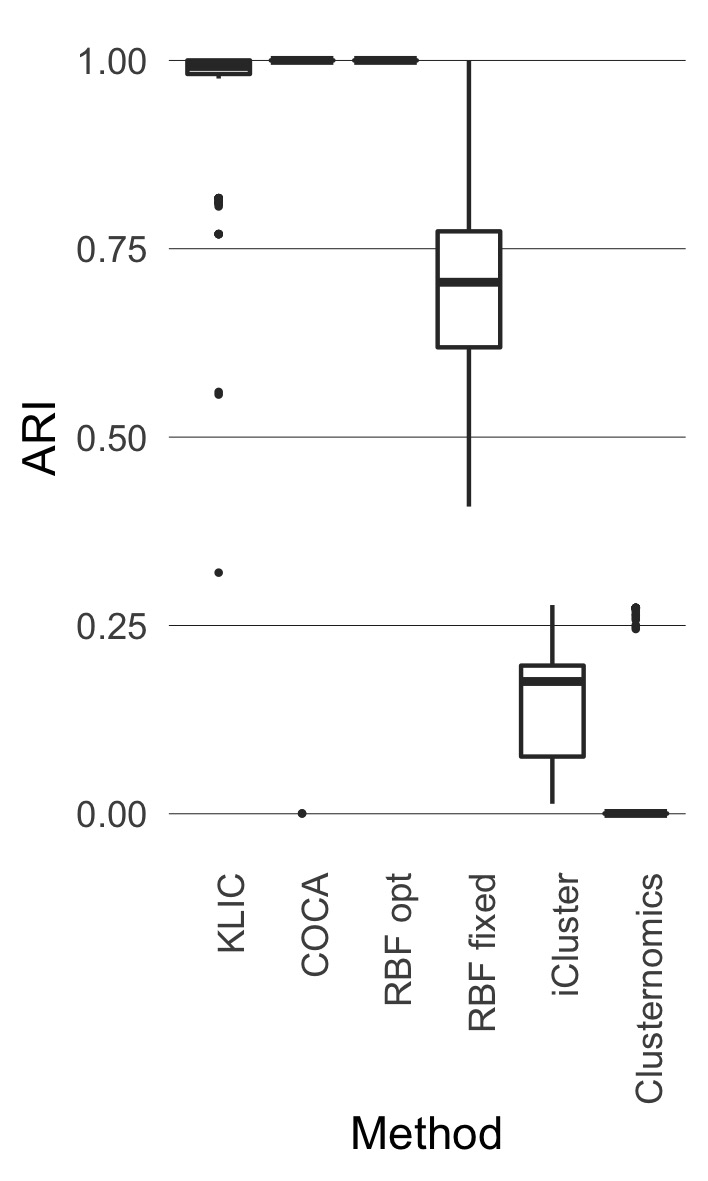 1.00
0.75
0.50
0.25
0.00
ARI
KLIC
COCA
RBF opt
RBF fixed
iCluster
Clusternomics
Method